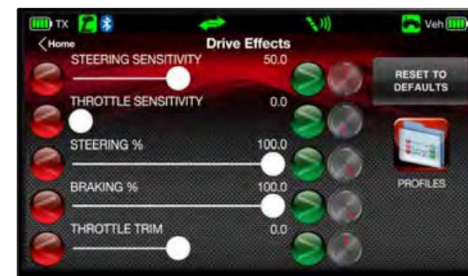 TX
Veh
Home
Drive Effects
STEERING SENSITIVITY 50.0
RESET TO
DEFAULTS
THROTTLE SENSITIVITY 0.0
STEERING % 100.0
PROFILES
BRAKING % 100.0
THROTTLE TRIM 0.0